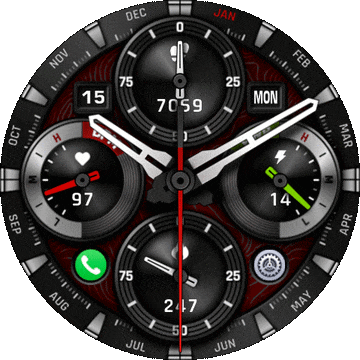 DEC JAN
NOV FEB
OCT MAR
SEP APR
AUG MAY
JUL JUN
0
75 25
7059
15 MON
H H
97 14
M M
0
75 25
247
50